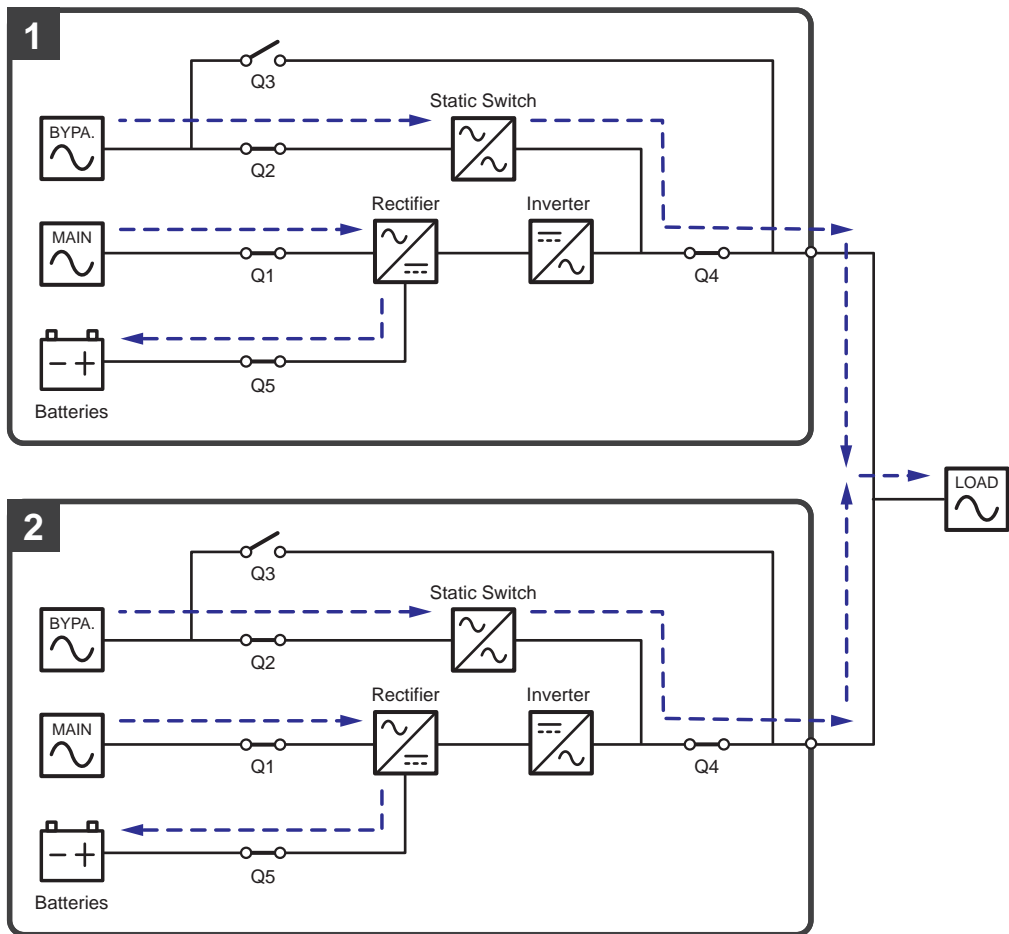 1
Q3
Static Switch
BYPA.
Q2
Rectifier
Inverter
MAIN
Q1
Q4
Q5
Batteries
LOAD
2
Q3
Static Switch
BYPA.
Q2
Rectifier
Inverter
MAIN
Q1
Q4
Q5
Batteries